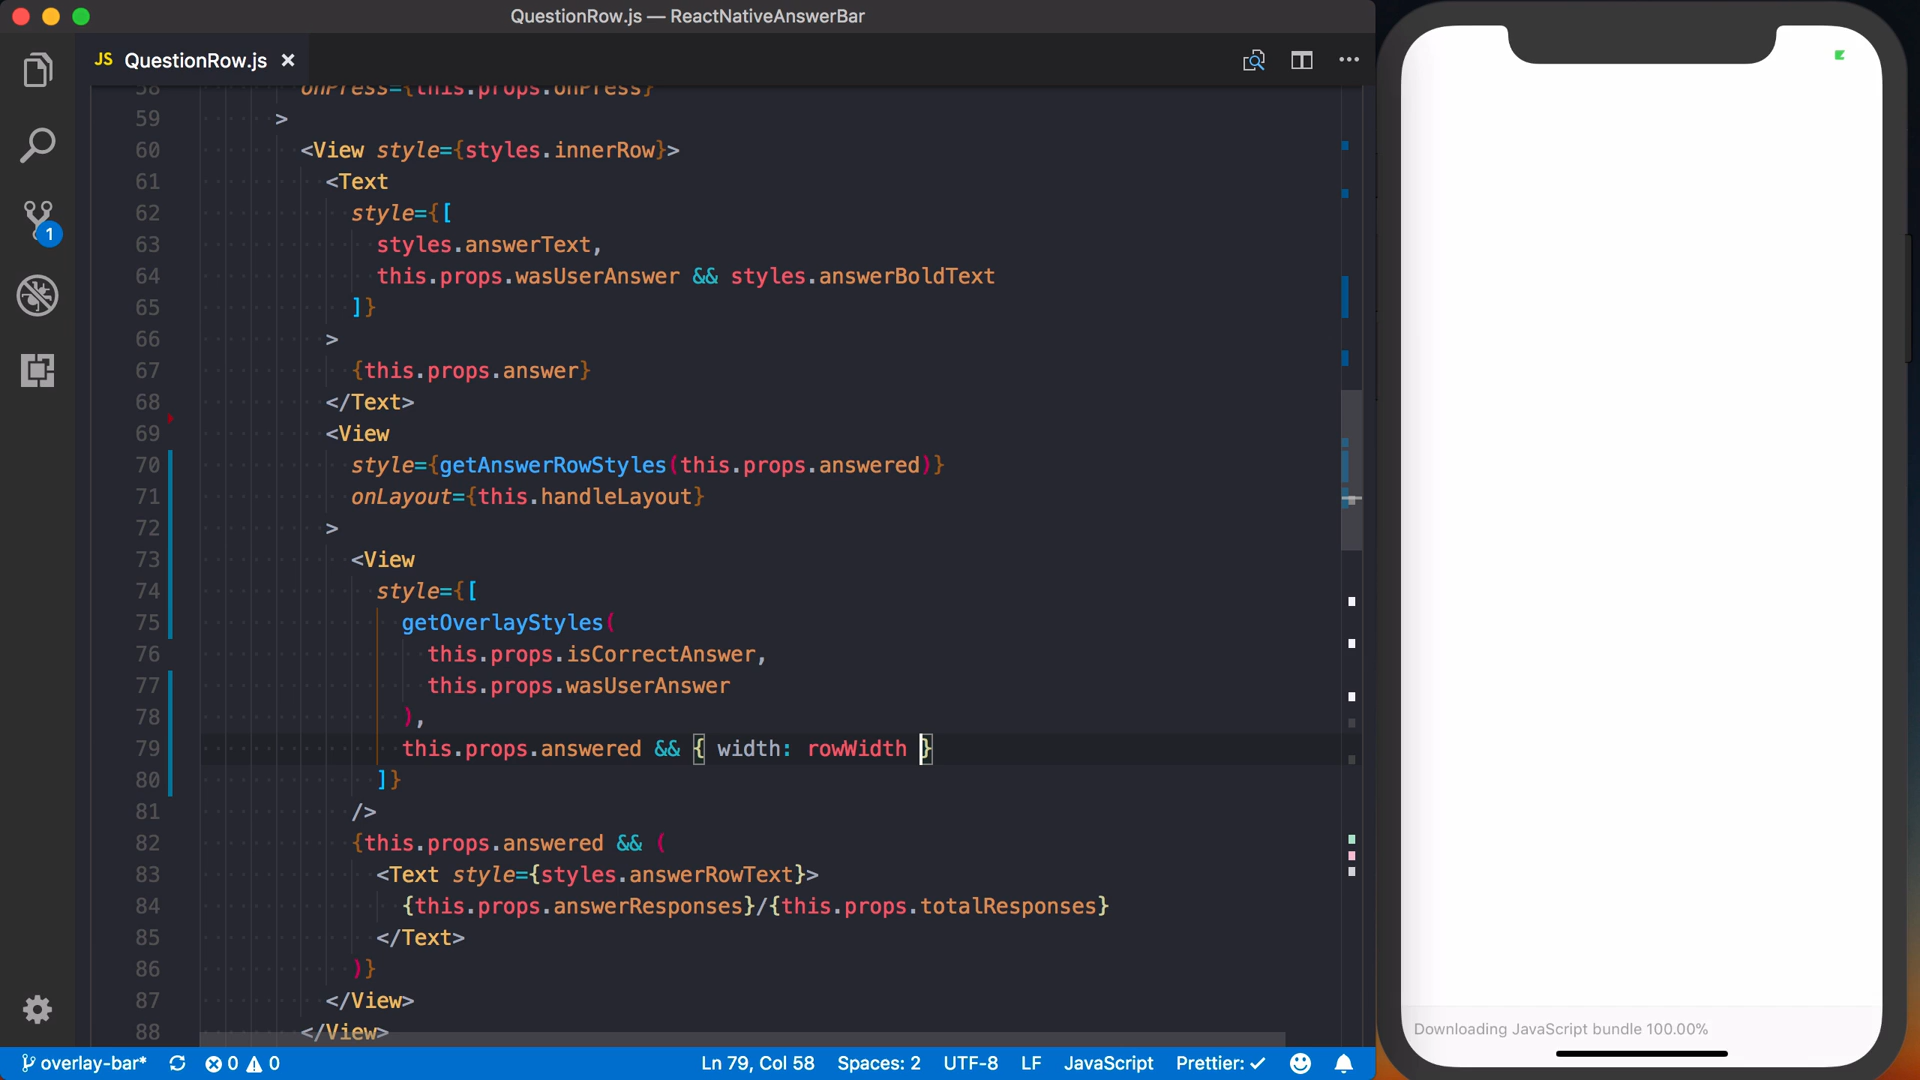 QuestionRow.js — ReactNativeAnswerBar
JS QuestionRow.js ×
58 onPress={this.props.onPress}
59 >
60 <View style={styles.innerRow}>
61 <Text
62 style={[
63 styles.answerText,
64 this.props.wasUserAnswer && styles.answerBoldText
65 ]}
66 >
67 {this.props.answer}
68 </Text>
69 <View
70 style={getAnswerRowStyles(this.props.answered)}
71 onLayout={this.handleLayout}
72 >
73 <View
74 style={[
75 getOverlayStyles(
76 this.props.isCorrectAnswer,
77 this.props.wasUserAnswer
78 ),
79 this.props.answered && { width: rowWidth }
80 ]}
81 />
82 {this.props.answered && (
83 <Text style={styles.answerRowText}>
84 {this.props.answerResponses}/{this.props.totalResponses}
85 </Text>
86 )}
87 </View>
88 </View>
1
overlay-bar* 0 0 Ln 79, Col 58 Spaces: 2 UTF-8 LF JavaScript Prettier: ✓
Downloading JavaScript bundle 100.00%